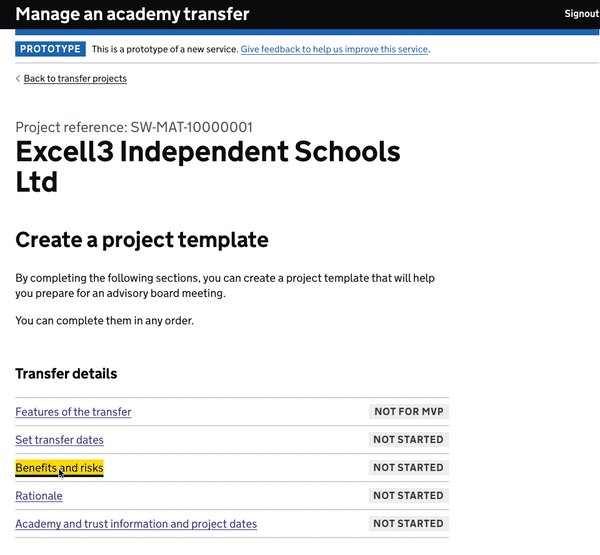 Manage an academy transfer
Signout
PROTOTYPE This is a prototype of a new service. Give feedback to help us improve this service.
Back to transfer projects
Project reference: SW-MAT-10000001
Excell3 Independent Schools
Ltd
Create a project template
By completing the following sections, you can create a project template that will help
you prepare for an advisory board meeting.
You can complete them in any order.
Transfer details
Features of the transfer NOT FOR MVP
Set transfer dates NOT STARTED
Benefits and risks NOT STARTED
Rationale NOT STARTED
Academy and trust information and project dates NOT STARTED